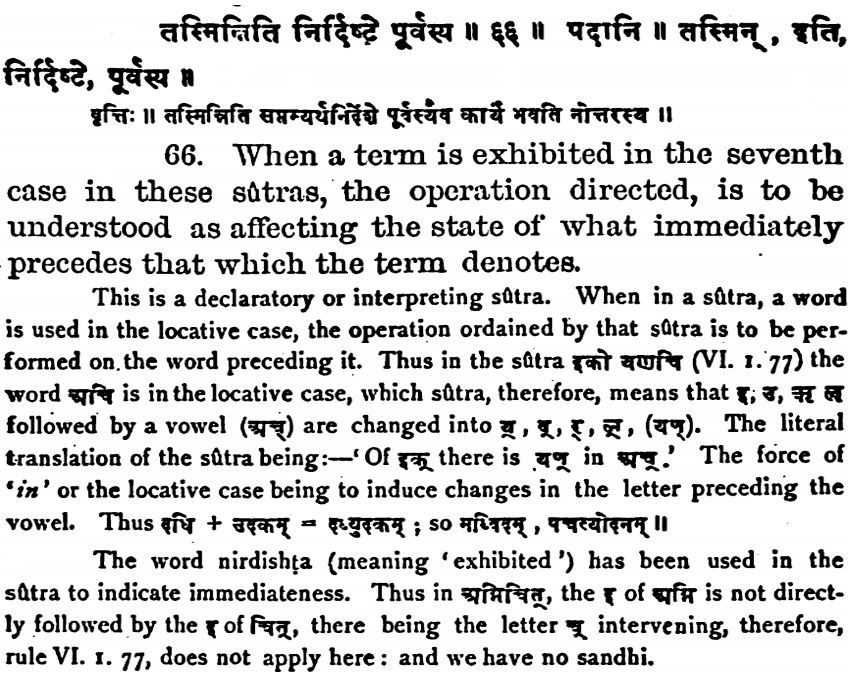 तस्मिन्निति निर्दिष्टे पूर्वस्य ॥ ६६ ॥ पदानि ॥ तस्मिन् , इति,
निर्दिष्टे, पूर्वस्य ॥
वृत्तिः ॥ तस्मिन्निति सप्तम्यर्थनिर्देशे पूर्वस्यैव कार्यं भवति नोत्तरस्य ॥
66. When a term is exhibited in the seventh
case in these sûtras, the operation directed, is to be
understood as affecting the state of what immediately
precedes that which the term denotes.
This is a declaratory or interpreting sûtra. When in a sûtra, a word
is used in the locative case, the operation ordained by that sûtra is to be per-
formed on the word preceding it. Thus in the sûtra इको यणचि (VI. 1. 77) the
word अचि is in the locative case, which sûtra, therefore, means that इ; उ, ऋ ऌ
followed by a vowel (अच्) are changed into य् , व् , र् , ल् , (यण्). The literal
translation of the sûtra being:—‘Of इक् there is यण् in अच् .’ The force of
‘in’ or the locative case being to induce changes in the letter preceding the
vowel. Thus दधि + उदकम् = दध्युदकम् ; so मध्विदम् , पचत्योदनम् ॥
The word nirdishṭa (meaning ‘exhibited’) has been used in the
sûtra to indicate immediateness. Thus in अग्निचित्, the इ of अग्नि is not direct-
ly followed by the इ of चित्, there being the letter च् intervening, therefore,
rule VI. 1. 77, does not apply here: and we have no sandhi.